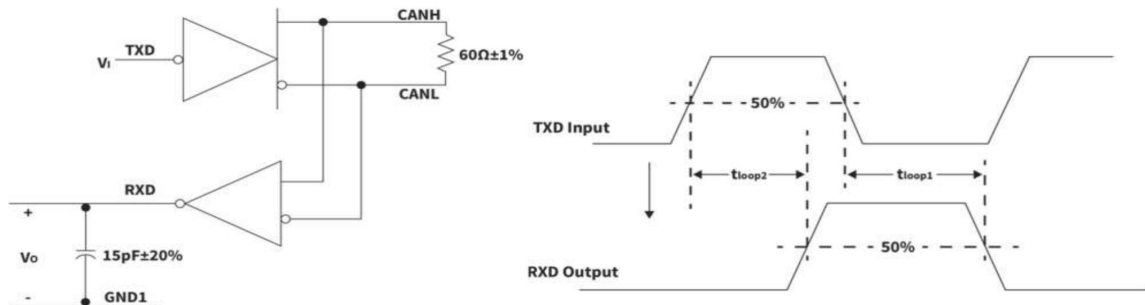 CANH
TXD
VI
60Ω±1%
CANL
RXD
+
VO
15pF±20%
-
GND1
50%
TXD Input
tloop2
tloop1
50%
RXD Output